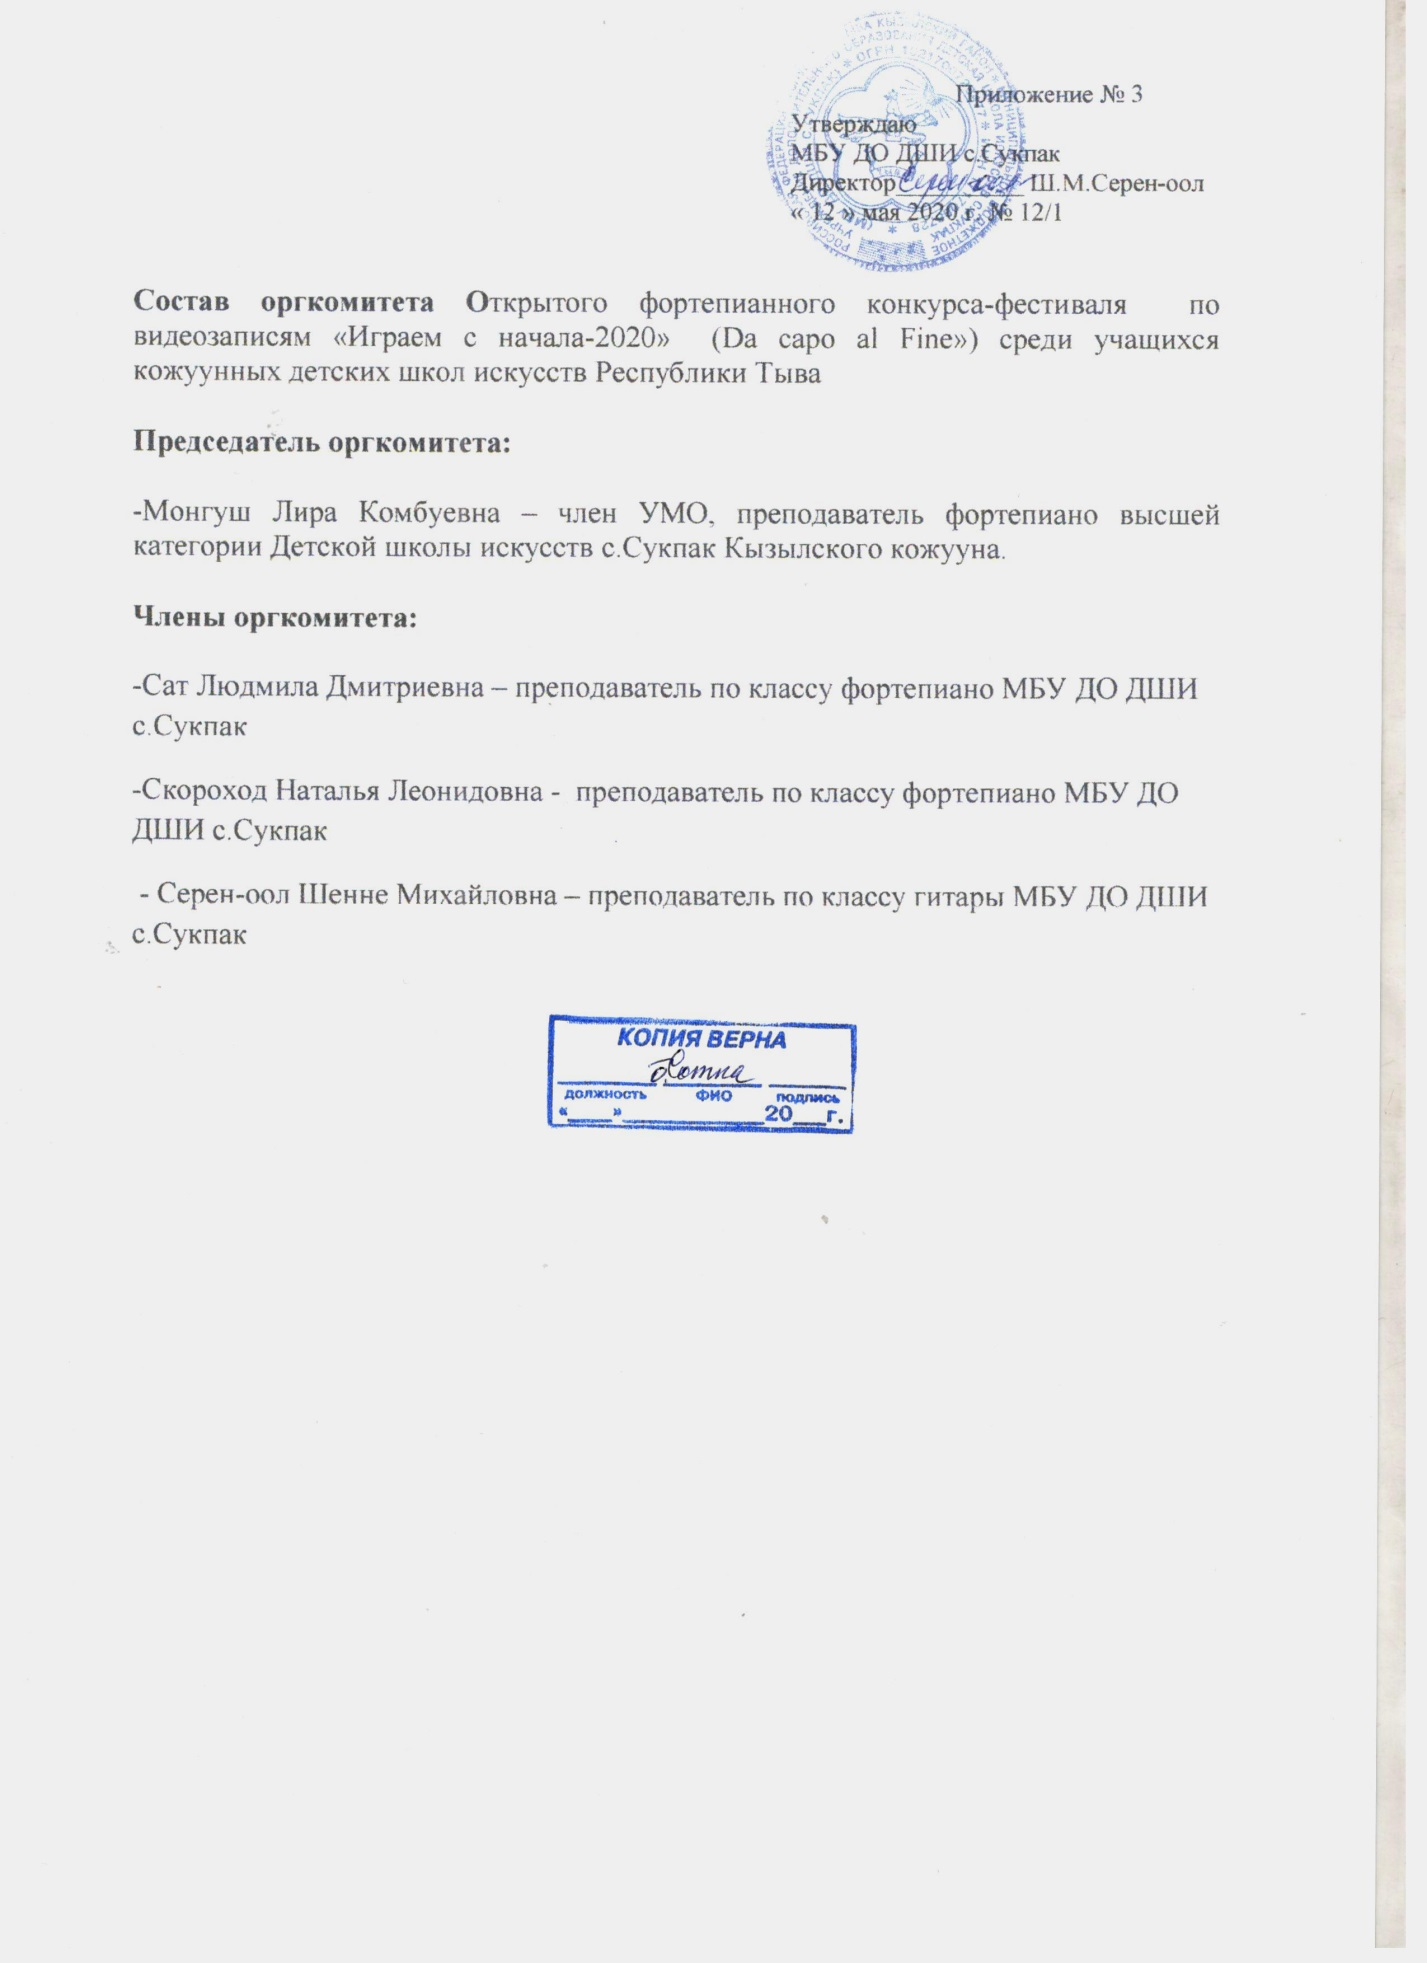 Приложение № 3
Утверждаю
МБУ ДО ДШИ с.Сукпак
Директор__________Ш.М.Серен-оол
« 12 » мая 2020 г. № 12/1
Состав оргкомитета Открытого фортепианного конкурса-фестиваля по
видеозаписям «Играем с начала-2020» (Da capo al Fine») среди учащихся
кожуунных детских школ искусств Республики Тыва
Председатель оргкомитета:
-Монгуш Лира Комбуевна – член УМО, преподаватель фортепиано высшей
категории Детской школы искусств с.Сукпак Кызылского кожууна.
Члены оргкомитета:
-Сат Людмила Дмитриевна – преподаватель по классу фортепиано МБУ ДО ДШИ
с.Сукпак
-Скороход Наталья Леонидовна - преподаватель по классу фортепиано МБУ ДО
ДШИ с.Сукпак
- Серен-оол Шенне Михайловна – преподаватель по классу гитары МБУ ДО ДШИ
с.Сукпак
КОПИЯ ВЕРНА
должность ФИО подпись
«___»__________20__г.